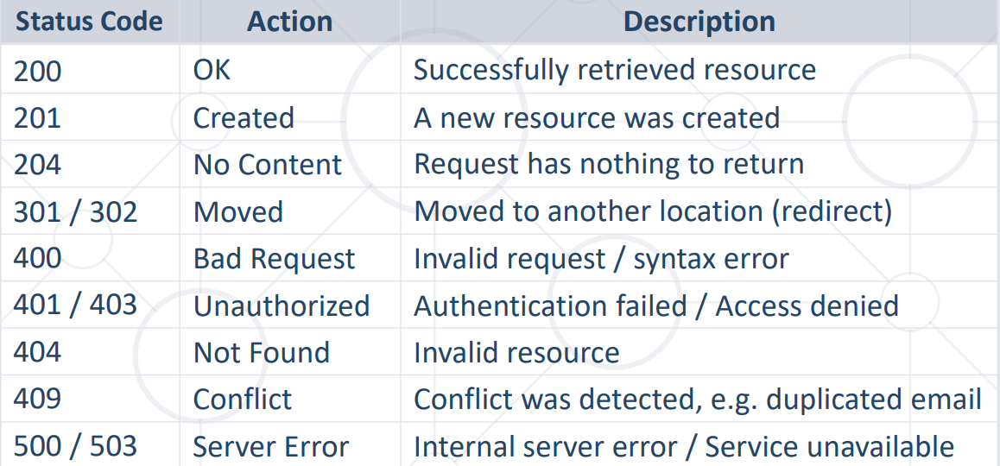 Status Code Action Description
200 OK Successfully retrieved resource
201 Created A new resource was created
204 No Content Request has nothing to return
301 / 302 Moved Moved to another location (redirect)
400 Bad Request Invalid request / syntax error
401 / 403 Unauthorized Authentication failed / Access denied
404 Not Found Invalid resource
409 Conflict Conflict was detected, e.g. duplicated email
500 / 503 Server Error Internal server error / Service unavailable